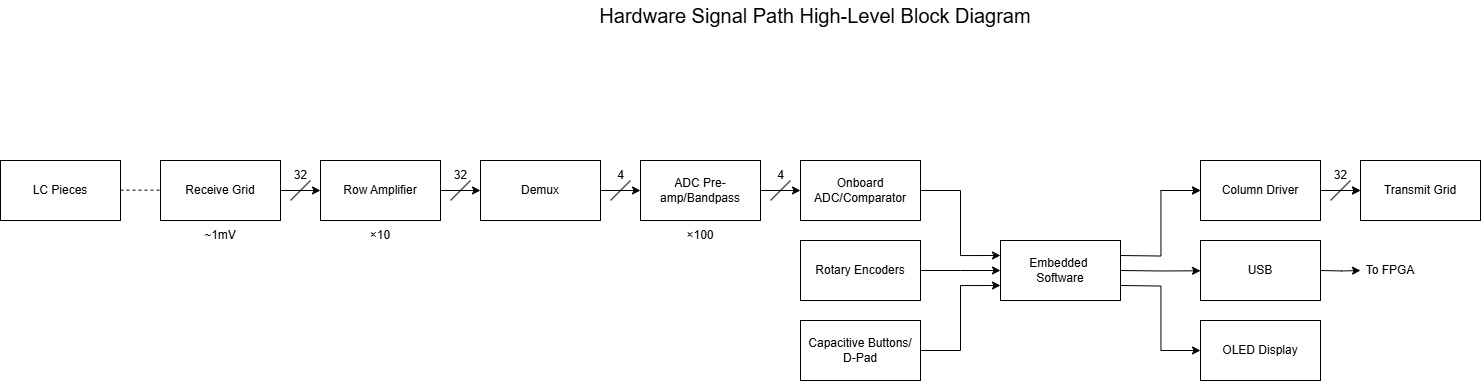 Hardware Signal Path High-Level Block Diagram
32
32
4
4
32
LC Pieces
Receive Grid
Row Amplifier
Demux
ADC Pre-
amp/Bandpass
Onboard
ADC/Comparator
Column Driver
Transmit Grid
~1mV
×10
×100
Rotary Encoders
Embedded
Software
USB
To FPGA
Capacitive Buttons/
D-Pad
OLED Display